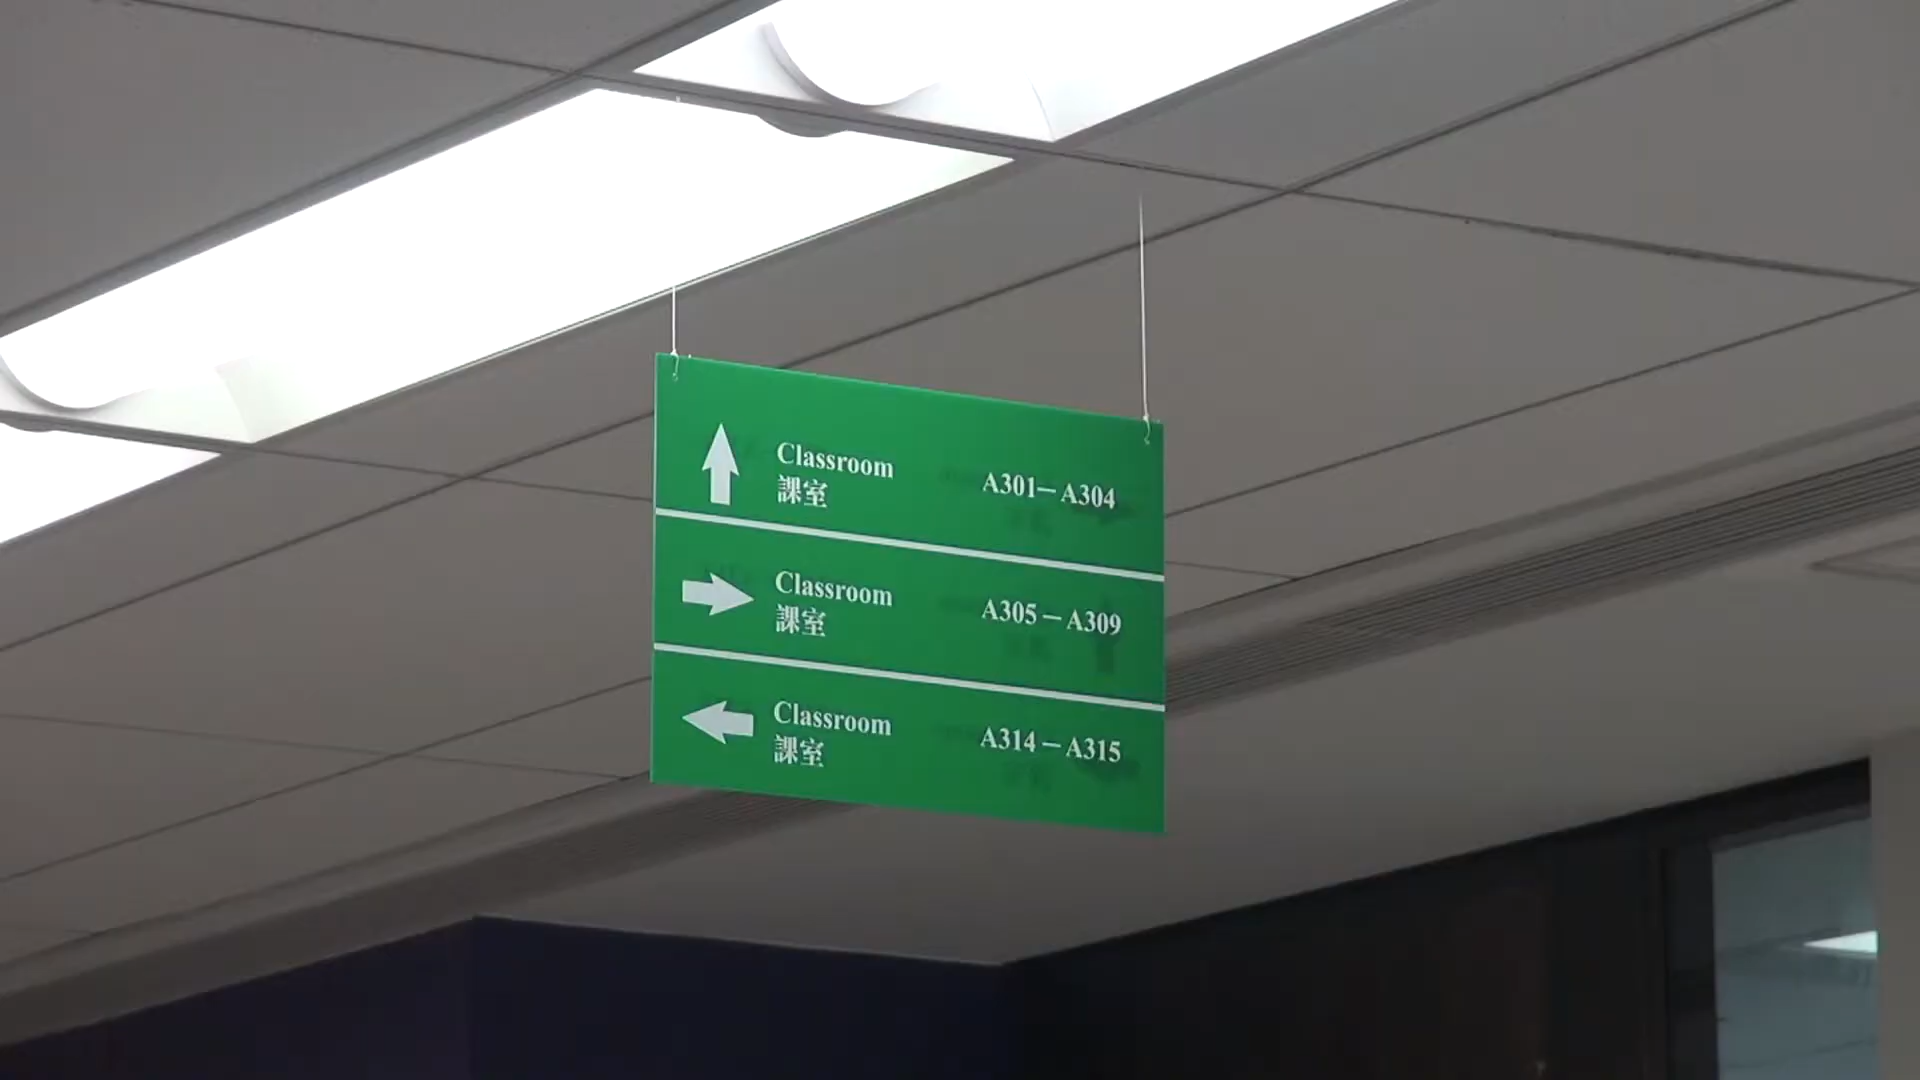 Classroom A301－A304
課室
Classroom A305－A309
課室
Classroom A314－A315
課室